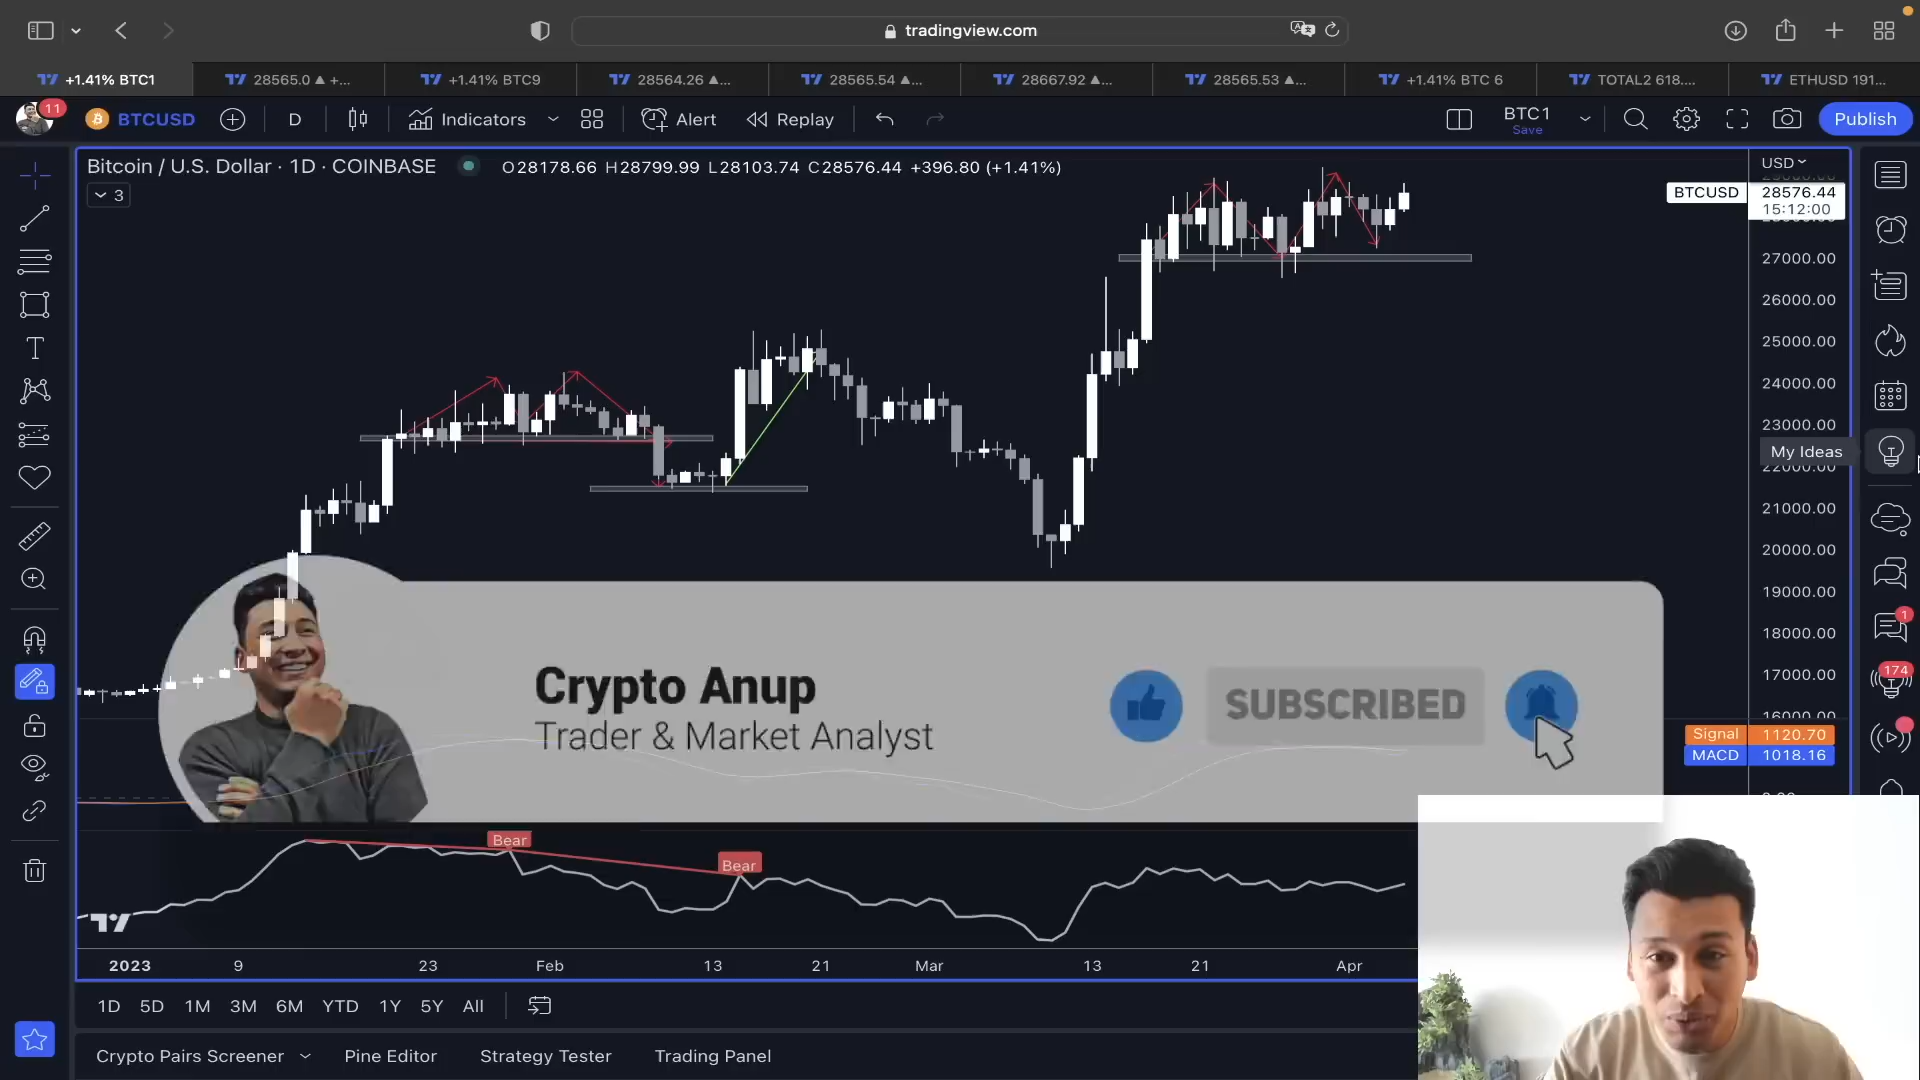 tradingview.com
+1.41% BTC1
28565.0 ▲ +...
+1.41% BTC9
28564.26 ▲...
28565.54 ▲...
28667.92 ▲...
28565.53 ▲...
+1.41% BTC 6
TOTAL2 618....
ETHUSD 191...
11
BTCUSD
D
Indicators
Alert
Replay
BTC1
Save
Publish
Bitcoin / U.S. Dollar · 1D · COINBASE
O28178.66 H28799.99 L28103.74 C28576.44 +396.80 (+1.41%)
3
USD
BTCUSD
28576.44
15:12:00
27000.00
26000.00
25000.00
24000.00
23000.00
My Ideas
22000.00
21000.00
20000.00
19000.00
18000.00
17000.00
16000.00
Signal 1120.70
MACD 1018.16
1
174
Crypto Anup
Trader & Market Analyst
SUBSCRIBED
Bear
Bear
2023 9 23 Feb 13 21 Mar 13 21 Apr
1D 5D 1M 3M 6M YTD 1Y 5Y All
Crypto Pairs Screener Pine Editor Strategy Tester Trading Panel